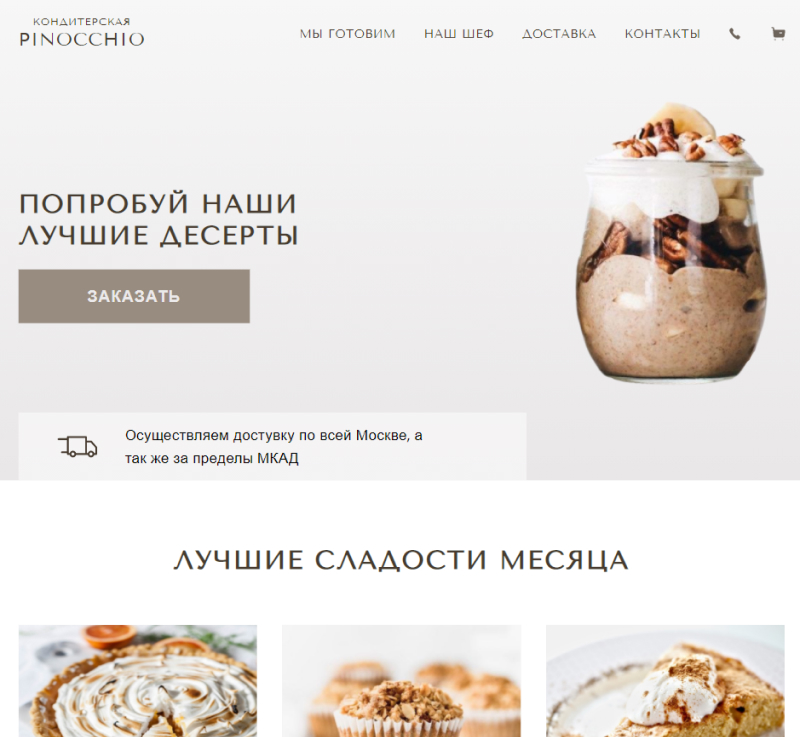 КОНДИТЕРСКАЯ
PINOCCHIO
МЫ ГОТОВИМ НАШ ШЕФ ДОСТАВКА КОНТАКТЫ
ПОПРОБУЙ НАШИ
ЛУЧШИЕ ДЕСЕРТЫ
ЗАКАЗАТЬ
Осуществляем доствуку по всей Москве, а
так же за пределы МКАД
ЛУЧШИЕ СЛАДОСТИ МЕСЯЦА